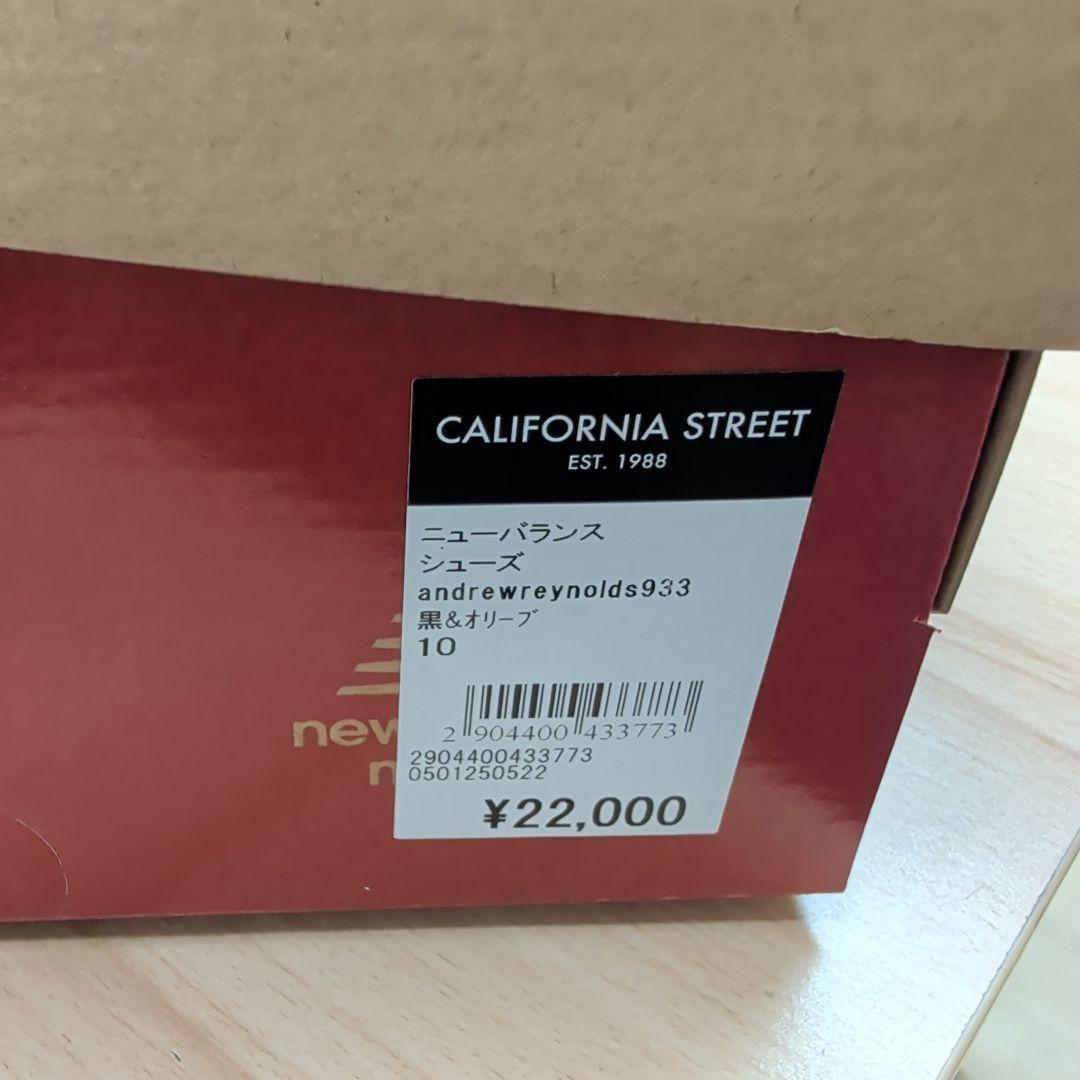 CALIFORNIA STREET
EST. 1988
ニューバランス
シューズ
andrewreynolds933
黒&ｵﾘｰﾌﾞ
10
2 904400 433773
2904400433773
0501250522
¥22,000
new
n